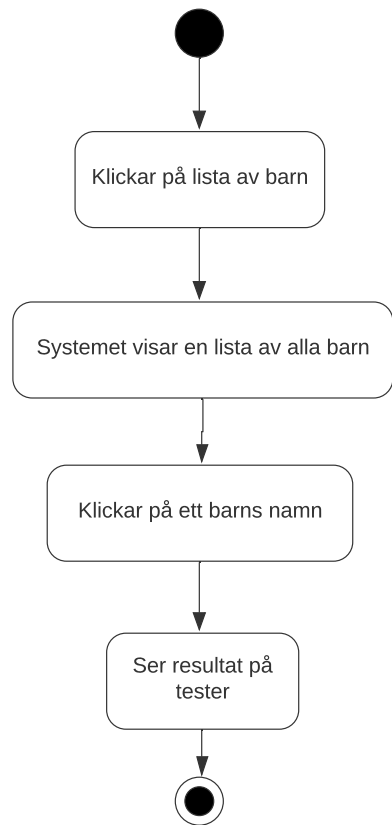 Klickar på lista av barn
Systemet visar en lista av alla barn
Klickar på ett barns namn
Ser resultat på
tester